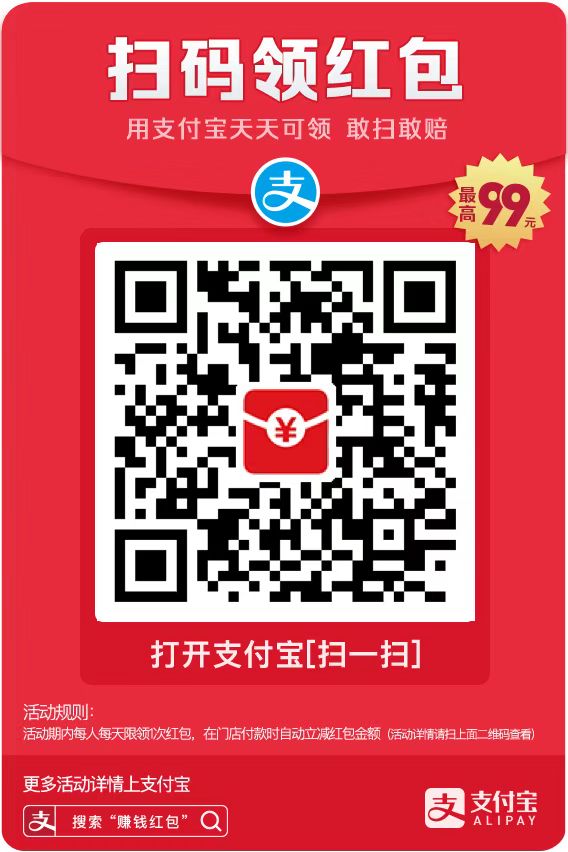 扫码领红包
用支付宝天天可领 敢扫敢赔
支
最高99元
¥
打开支付宝[扫一扫]
活动规则：
活动期内每人每天限领1次红包，在门店付款时自动立减红包金额（活动详情请扫上面二维码查看）
更多活动详情上支付宝
支 搜索“赚钱红包”
支 支付宝
ALIPAY